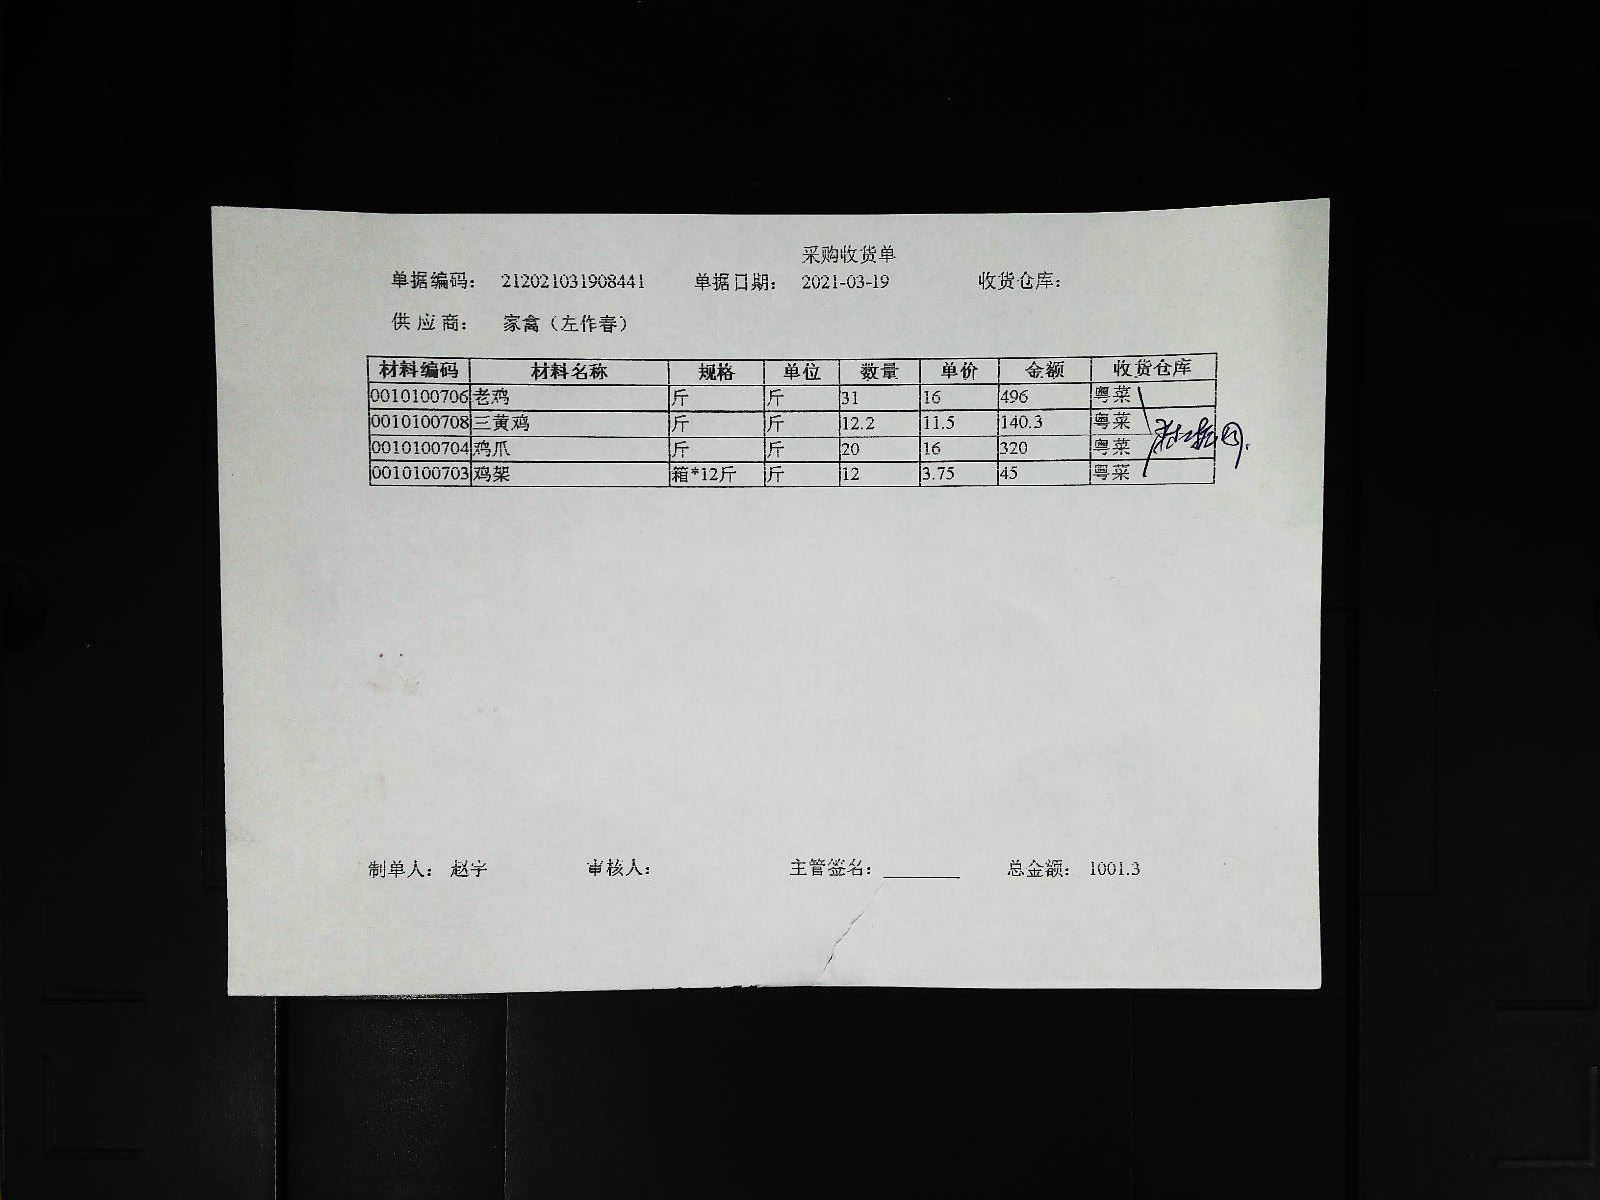 采购收货单
单据编码: 212021031908441 单据日期: 2021-03-19 收货仓库:
供应商: 家禽（左作春）
材料编码 材料名称 规格 单位 数量 单价 金额 收货仓库
0010100706 老鸡 斤 斤 31 16 496 粤菜
0010100708 三黄鸡 斤 斤 12.2 11.5 140.3 粤菜
0010100704 鸡爪 斤 斤 20 16 320 粤菜
0010100703 鸡架 箱*12斤 斤 12 3.75 45 粤菜
制单人: 赵宇 审核人: 主管签名: 总金额: 1001.3